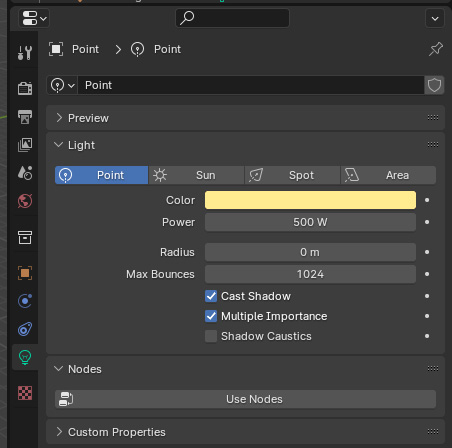 Point > Point
Point
Preview
Light
Point Sun Spot Area
Color
Power 500 W
Radius 0 m
Max Bounces 1024
Cast Shadow
Multiple Importance
Shadow Caustics
Nodes
Use Nodes
Custom Properties